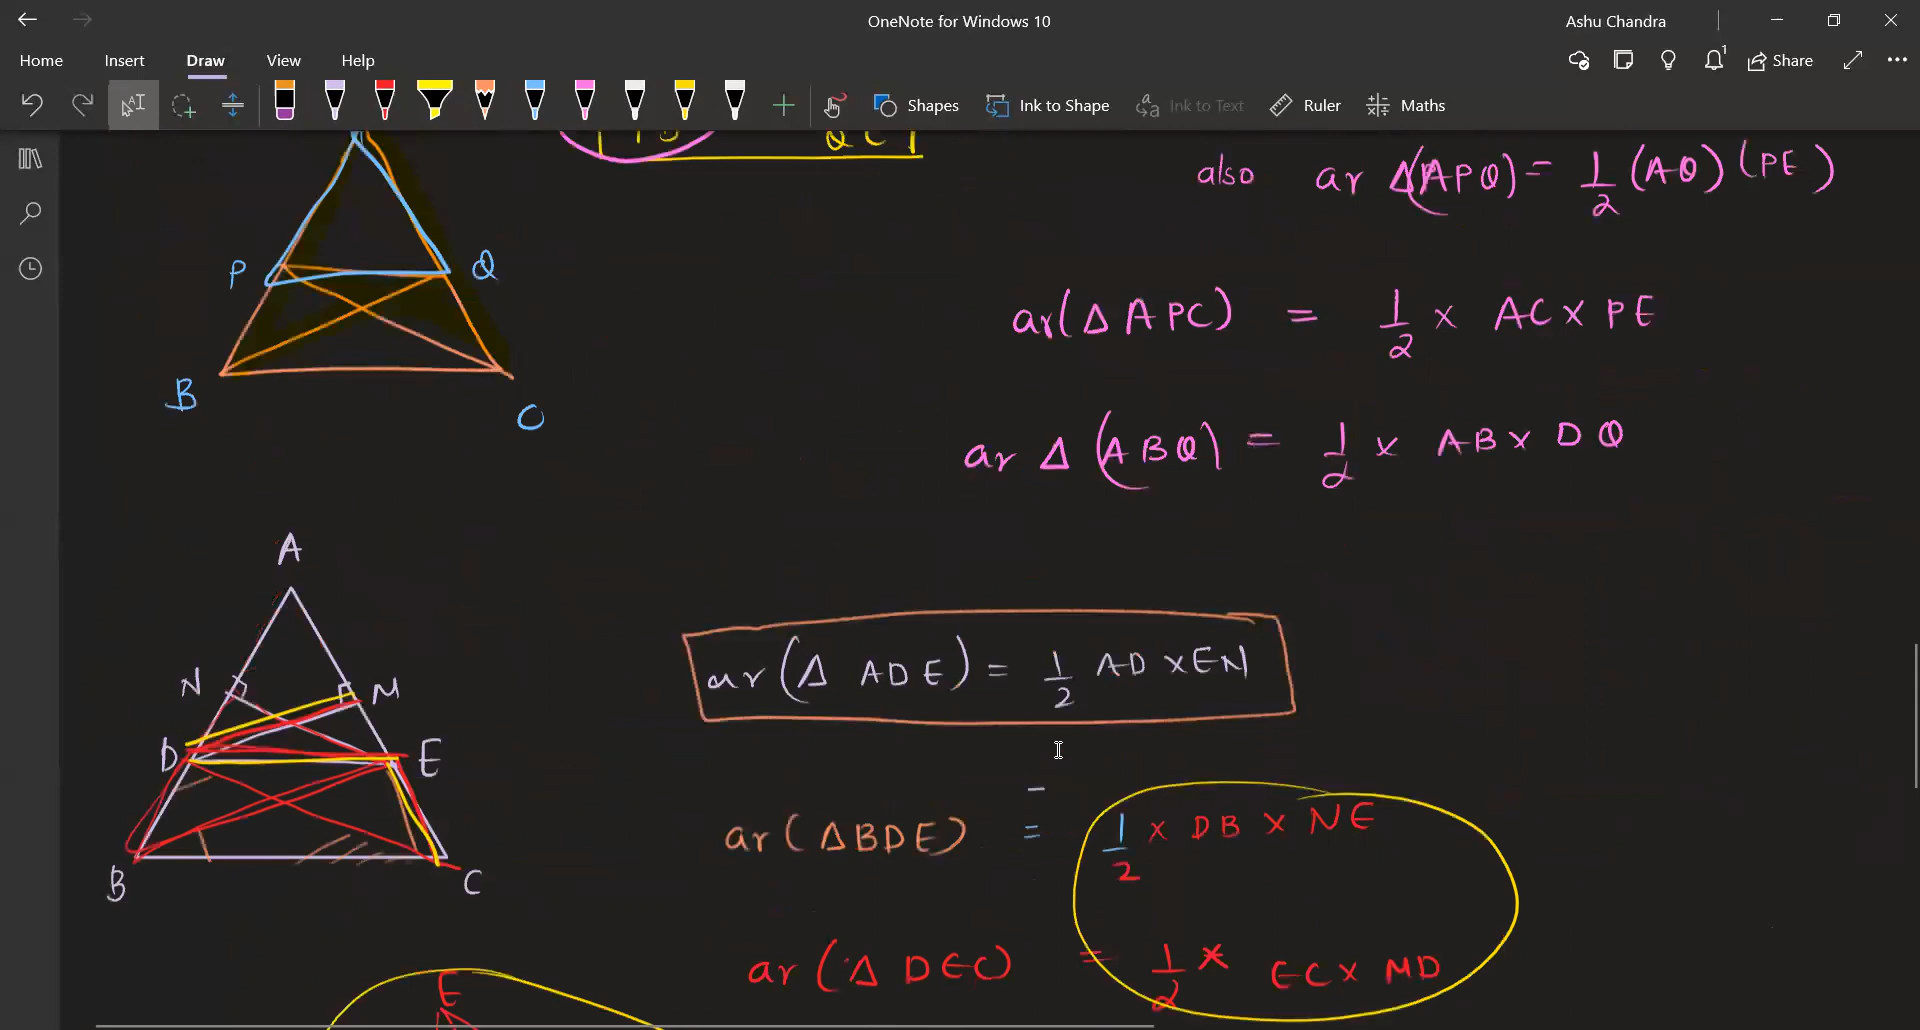 OneNote for Windows 10
Ashu Chandra
Home Insert Draw View Help
Share
Shapes Ink to Shape Ink to Text Ruler Maths
also ar Δ(APQ) = 1/2 (AQ) (PE)
P Q
B C
ar(Δ APC) = 1/2 × AC × PE
ar Δ (ABQ) = 1/2 × AB × DQ
A
N M
D E
B C
ar(Δ ADE) = 1/2 AD × EN
-
ar(ΔBDE) = 1/2 × DB × NE
ar(Δ DEC) = 1/2 * EC × MD
E